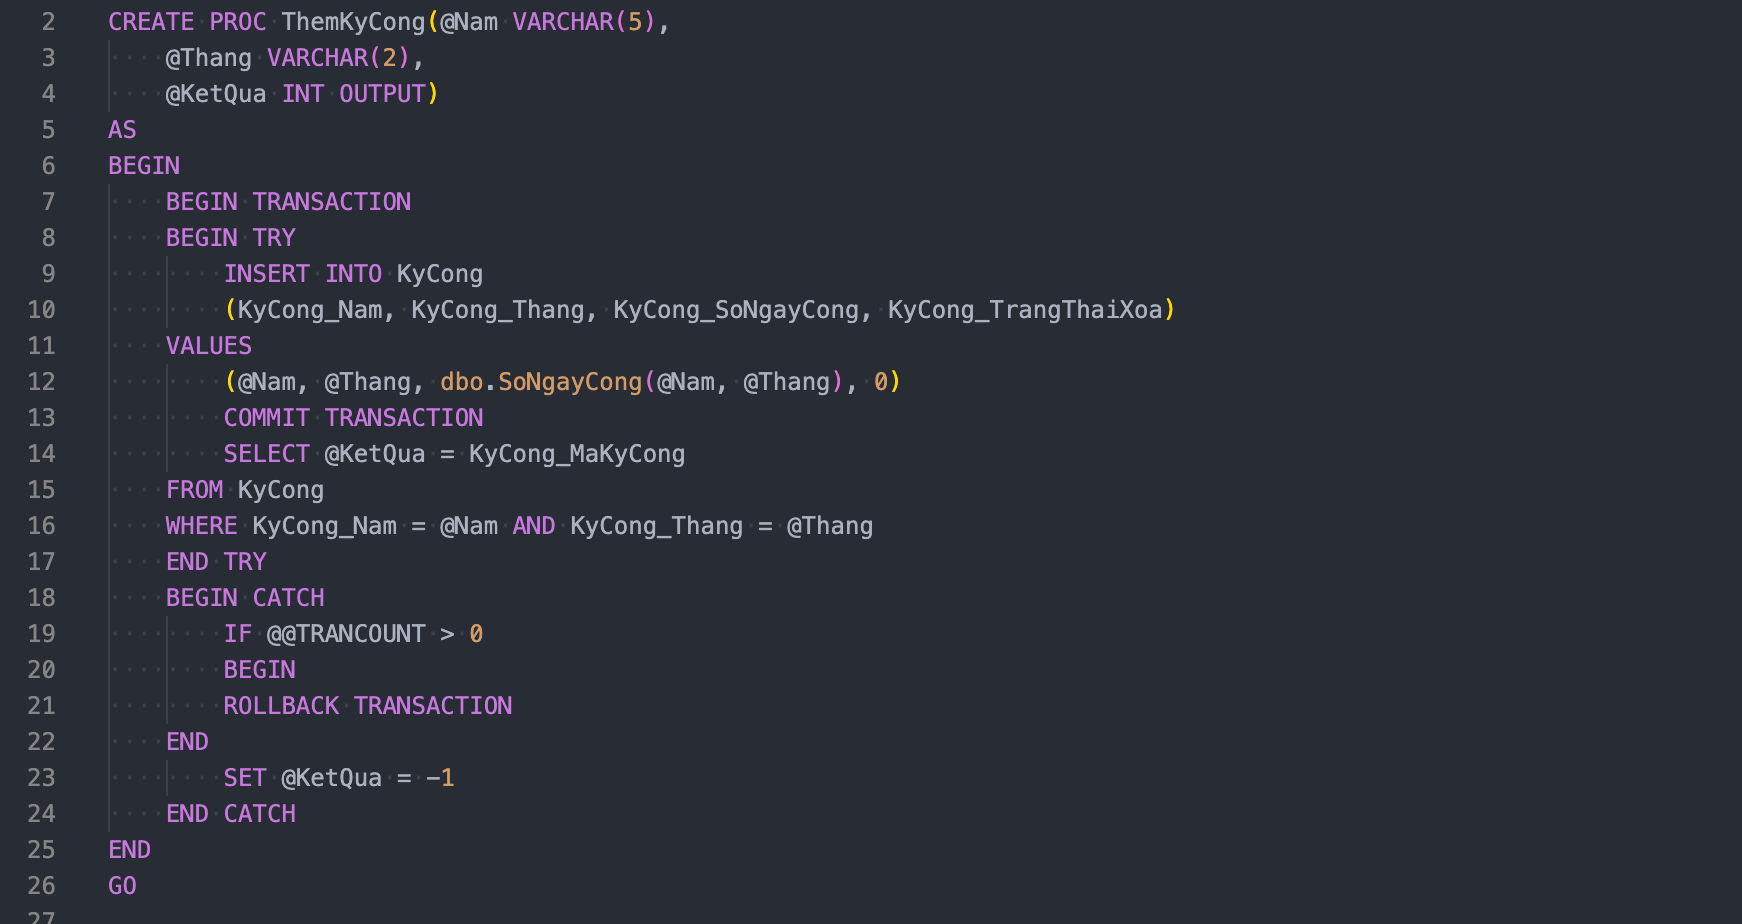 2 CREATE PROC ThemKyCong(@Nam VARCHAR(5),
3 @Thang VARCHAR(2),
4 @KetQua INT OUTPUT)
5 AS
6 BEGIN
7 BEGIN TRANSACTION
8 BEGIN TRY
9 INSERT INTO KyCong
10 (KyCong_Nam, KyCong_Thang, KyCong_SoNgayCong, KyCong_TrangThaiXoa)
11 VALUES
12 (@Nam, @Thang, dbo.SoNgayCong(@Nam, @Thang), 0)
13 COMMIT TRANSACTION
14 SELECT @KetQua = KyCong_MaKyCong
15 FROM KyCong
16 WHERE KyCong_Nam = @Nam AND KyCong_Thang = @Thang
17 END TRY
18 BEGIN CATCH
19 IF @@TRANCOUNT > 0
20 BEGIN
21 ROLLBACK TRANSACTION
22 END
23 SET @KetQua = -1
24 END CATCH
25 END
26 GO
27